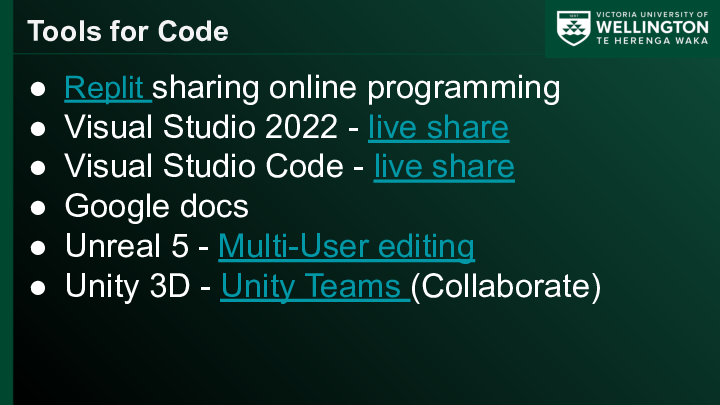 Tools for Code
VICTORIA UNIVERSITY OF
WELLINGTON
TE HERENGA WAKA
● Replit sharing online programming
● Visual Studio 2022 - live share
● Visual Studio Code - live share
● Google docs
● Unreal 5 - Multi-User editing
● Unity 3D - Unity Teams (Collaborate)